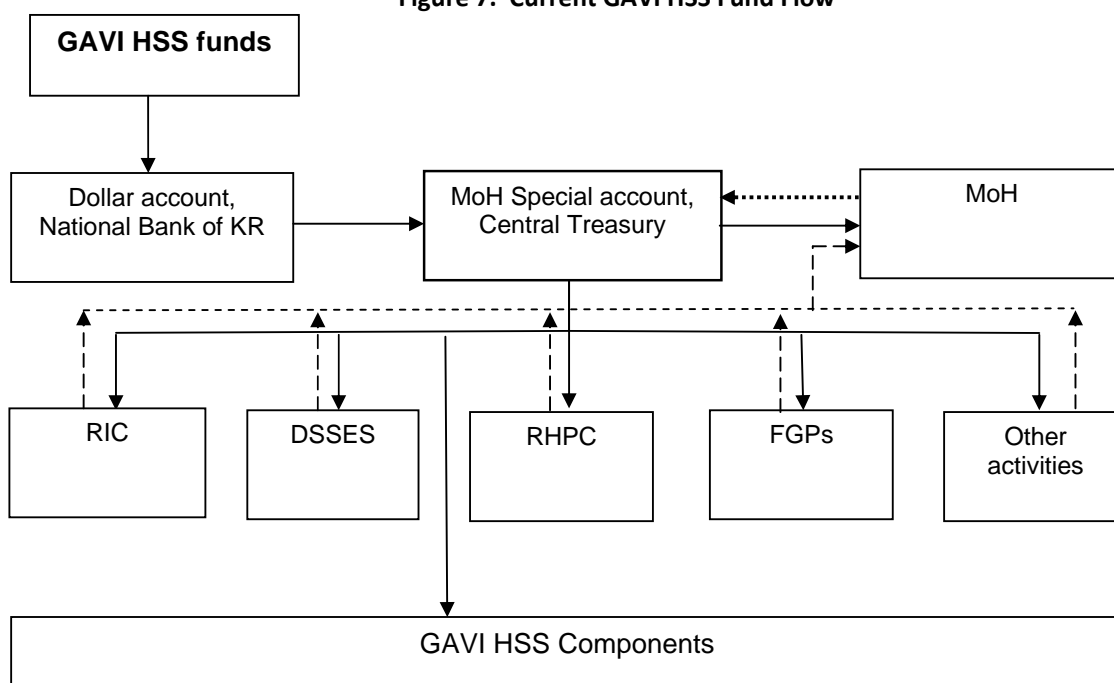 Figure 7: Current GAVI HSS Fund Flow
GAVI HSS funds
Dollar account,
National Bank of KR
MoH Special account,
Central Treasury
MoH
RIC
DSSES
RHPC
FGPs
Other
activities
GAVI HSS Components